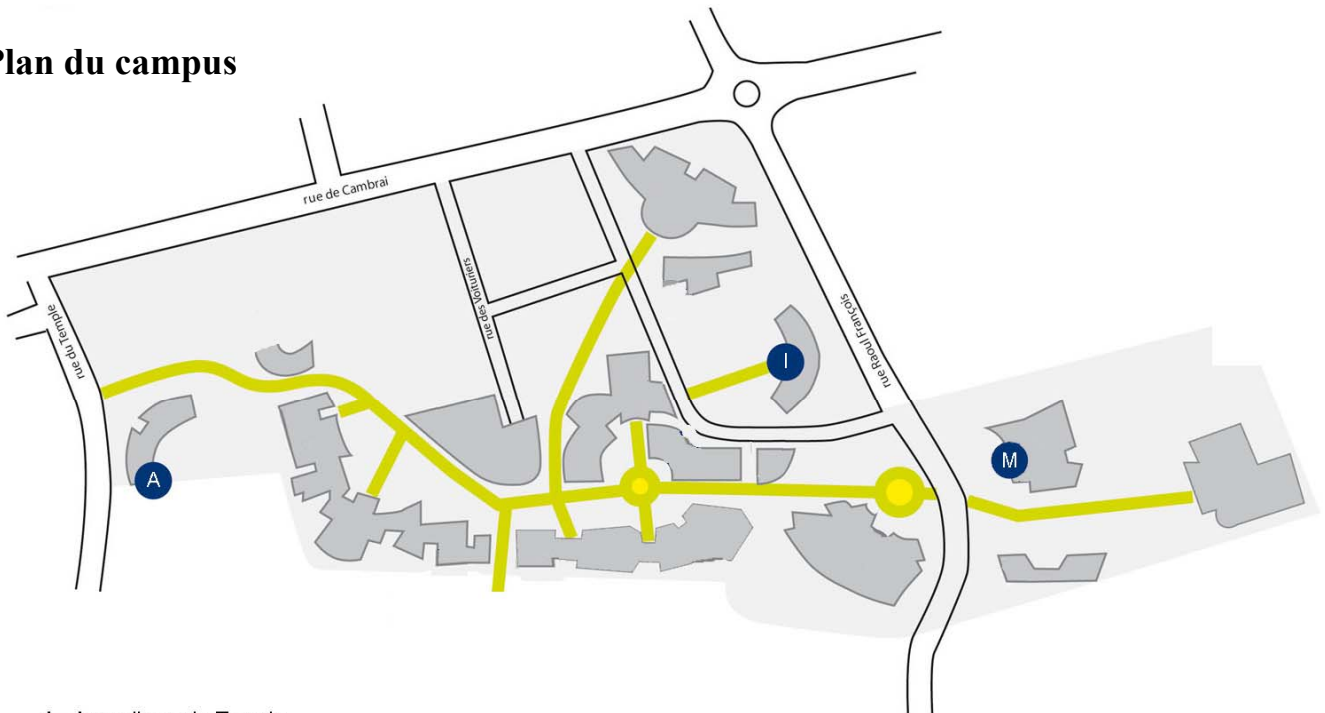 Plan du campus
rue de Cambrai
rue des Voituriers
rue du Temple
rue Raoul François
I
A
M